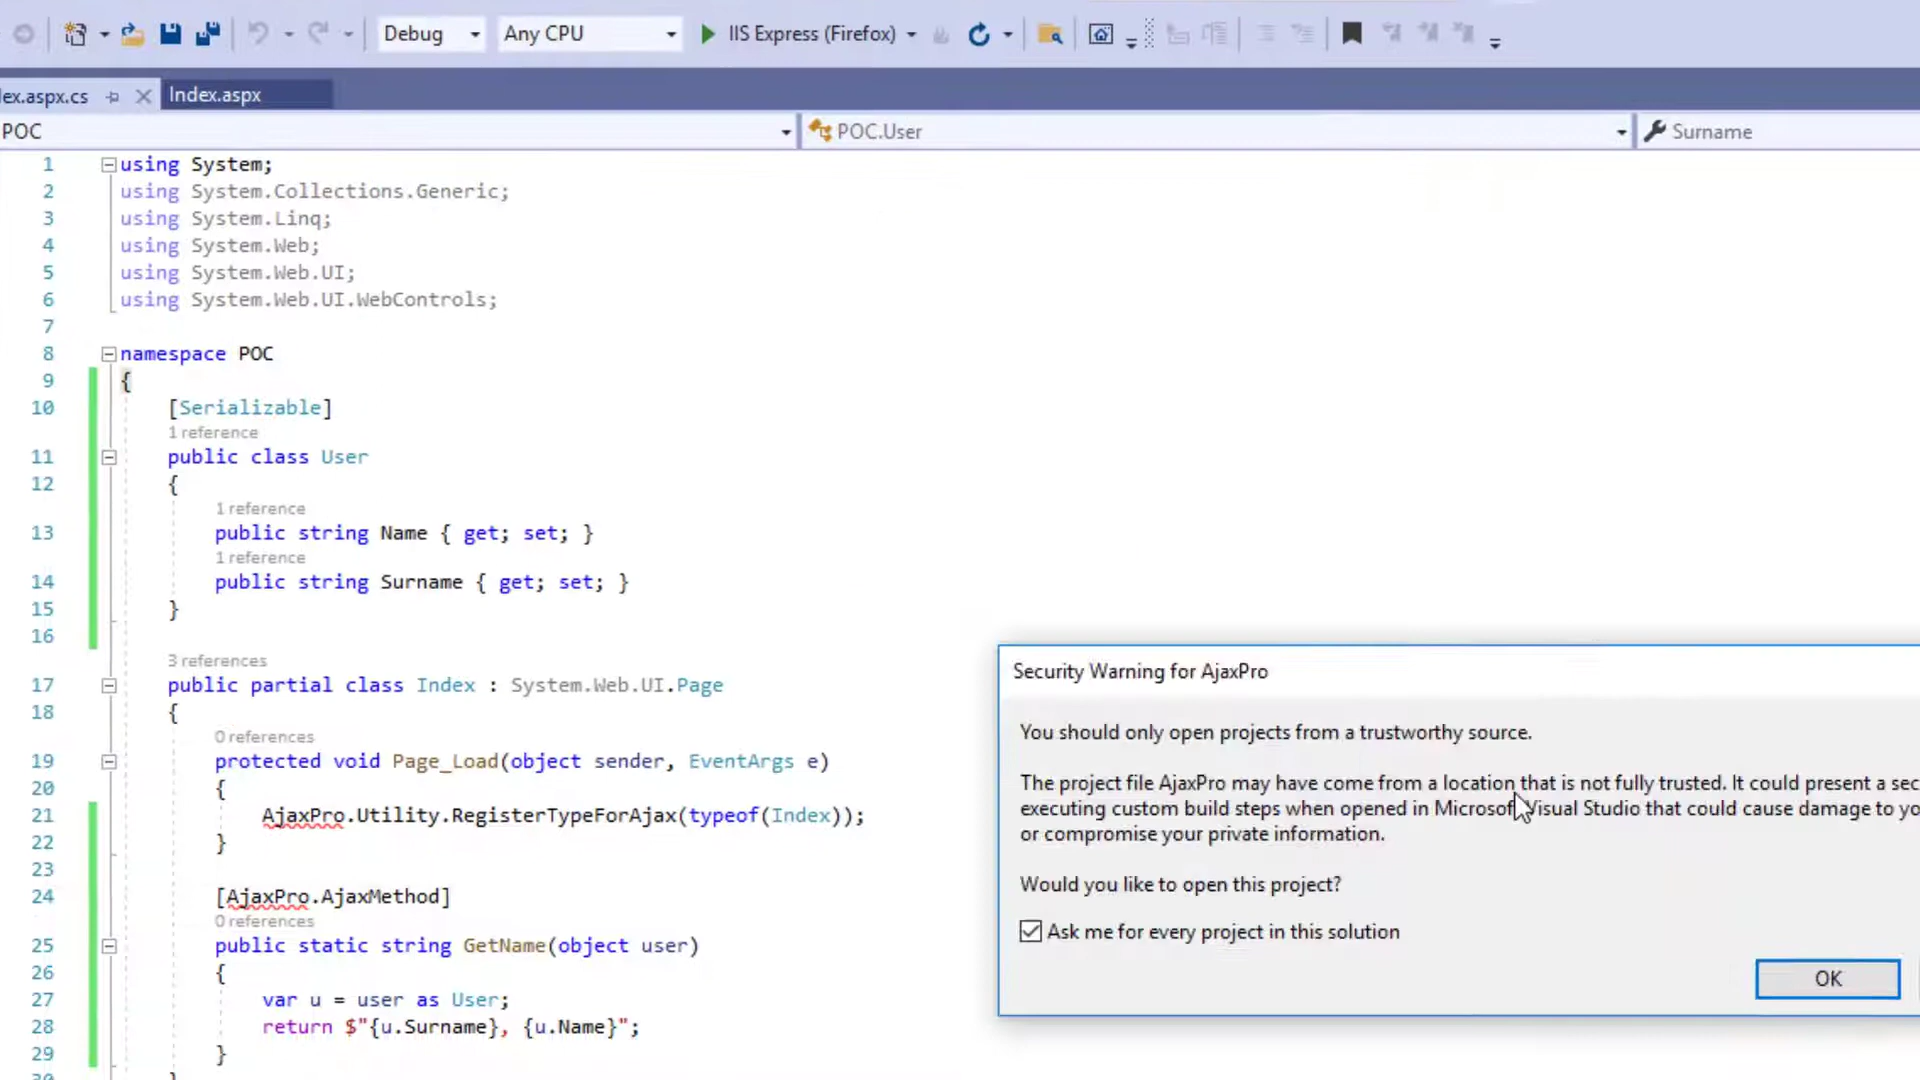 Debug
Any CPU
IIS Express (Firefox)
ex.aspx.cs
Index.aspx
POC
POC.User
Surname
1 using System;
2 using System.Collections.Generic;
3 using System.Linq;
4 using System.Web;
5 using System.Web.UI;
6 using System.Web.UI.WebControls;
7
8 namespace POC
9 {
10 [Serializable]
1 reference
11 public class User
12 {
1 reference
13 public string Name { get; set; }
1 reference
14 public string Surname { get; set; }
15 }
16
3 references
17 public partial class Index : System.Web.UI.Page
18 {
0 references
19 protected void Page_Load(object sender, EventArgs e)
20 {
21 AjaxPro.Utility.RegisterTypeForAjax(typeof(Index));
22 }
23
24 [AjaxPro.AjaxMethod]
0 references
25 public static string GetName(object user)
26 {
27 var u = user as User;
28 return $"{u.Surname}, {u.Name}";
29 }
30 }
Security Warning for AjaxPro
You should only open projects from a trustworthy source.
The project file AjaxPro may have come from a location that is not fully trusted. It could present a sec
executing custom build steps when opened in Microsoft Visual Studio that could cause damage to yo
or compromise your private information.
Would you like to open this project?
Ask me for every project in this solution
OK